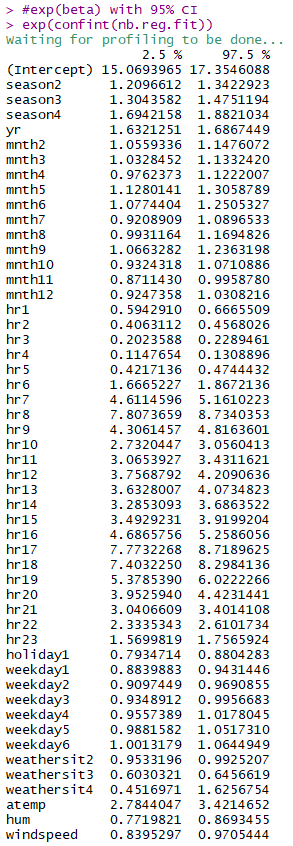 > #exp(beta) with 95% CI
> exp(confint(nb.reg.fit))
Waiting for profiling to be done...
2.5 % 97.5 %
(Intercept) 15.0693965 17.3546088
season2 1.2096612 1.3422923
season3 1.3043582 1.4751194
season4 1.6942158 1.8821034
yr 1.6321251 1.6867449
mnth2 1.0559336 1.1476072
mnth3 1.0328452 1.1332420
mnth4 0.9762373 1.1222007
mnth5 1.1280141 1.3058789
mnth6 1.0774404 1.2505327
mnth7 0.9208909 1.0896533
mnth8 0.9931164 1.1694826
mnth9 1.0663282 1.2363198
mnth10 0.9324318 1.0710886
mnth11 0.8711430 0.9958780
mnth12 0.9247358 1.0308216
hr1 0.5942910 0.6665509
hr2 0.4063112 0.4568026
hr3 0.2023588 0.2289461
hr4 0.1147654 0.1308896
hr5 0.4217136 0.4744432
hr6 1.6665227 1.8672136
hr7 4.6114596 5.1610223
hr8 7.8073659 8.7340353
hr9 4.3061457 4.8163601
hr10 2.7320447 3.0560413
hr11 3.0653927 3.4311621
hr12 3.7568792 4.2090636
hr13 3.6328007 4.0734823
hr14 3.2853093 3.6863522
hr15 3.4929231 3.9199204
hr16 4.6865756 5.2586056
hr17 7.7732268 8.7189625
hr18 7.4032250 8.2984136
hr19 5.3785390 6.0222266
hr20 3.9525940 4.4231441
hr21 3.0406609 3.4014108
hr22 2.3335343 2.6101734
hr23 1.5699819 1.7565924
holiday1 0.7934714 0.8804283
weekday1 0.8839883 0.9431446
weekday2 0.9097449 0.9690855
weekday3 0.9348912 0.9956683
weekday4 0.9557389 1.0178045
weekday5 0.9881582 1.0517310
weekday6 1.0013179 1.0644949
weathersit2 0.9533196 0.9925207
weathersit3 0.6030321 0.6456619
weathersit4 0.4516971 1.6256754
atemp 2.7844047 3.4214652
hum 0.7719821 0.8693455
windspeed 0.8395297 0.9705444